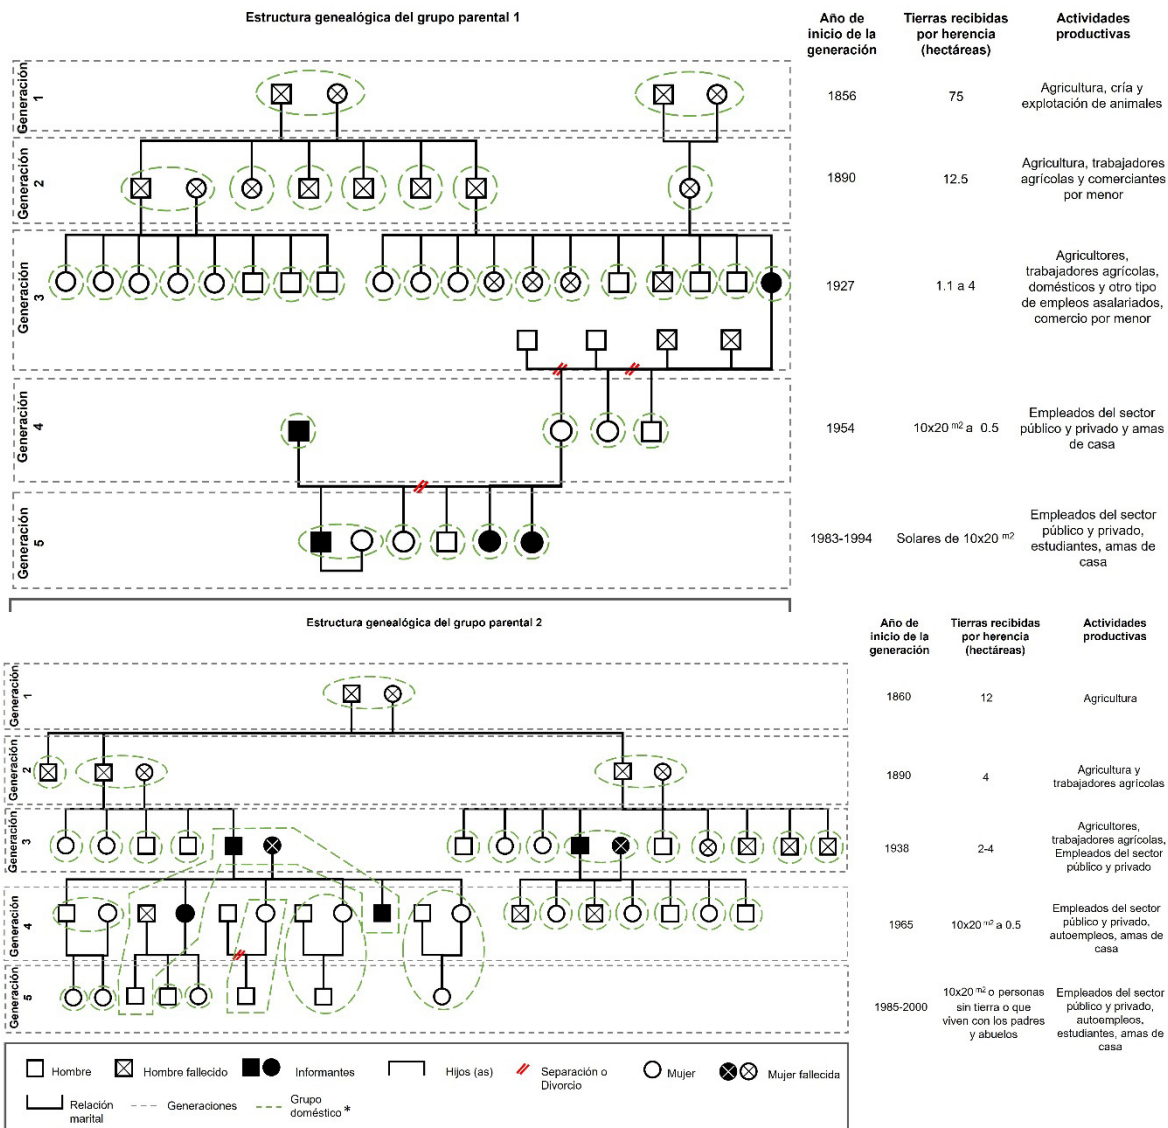 Estructura genealógica del grupo parental 1
Año de
inicio de la
generación
Tierras recibidas
por herencia
(hectáreas)
Actividades
productivas
Generación
1
1856
75
Agricultura, cría y
explotación de animales
Generación
2
1890
12.5
Agricultura, trabajadores
agrícolas y comerciantes
por menor
Generación
3
1927
1.1 a 4
Agricultores,
trabajadores agrícolas,
domésticos y otro tipo
de empleos asalariados,
comercio por menor
Generación
4
1954
10x20 m2 a 0.5
Empleados del sector
público y privado y amas
de casa
Generación
5
1983-1994
Solares de 10x20 m2
Empleados del sector
público y privado,
estudiantes, amas de
casa
Estructura genealógica del grupo parental 2
Año de
inicio de la
generación
Tierras recibidas
por herencia
(hectáreas)
Actividades
productivas
Generación
1
1860
12
Agricultura
Generación
2
1890
4
Agricultura y
trabajadores agrícolas
Generación
3
1938
2-4
Agricultores,
trabajadores agrícolas,
Empleados del sector
público y privado
Generación
4
1965
10x20 m2 a 0.5
Empleados del sector
público y privado,
autoempleos, amas de
casa
Generación
5
1985-2000
10x20 m2 o personas
sin tierra o que
viven con los padres
y abuelos
Empleados del sector
público y privado,
autoempleos,
estudiantes, amas de
casa
Hombre
Hombre fallecido
Informantes
Hijos (as)
Separación o
Divorcio
Mujer
Mujer fallecida
Relación
marital
Generaciones
Grupo
doméstico *